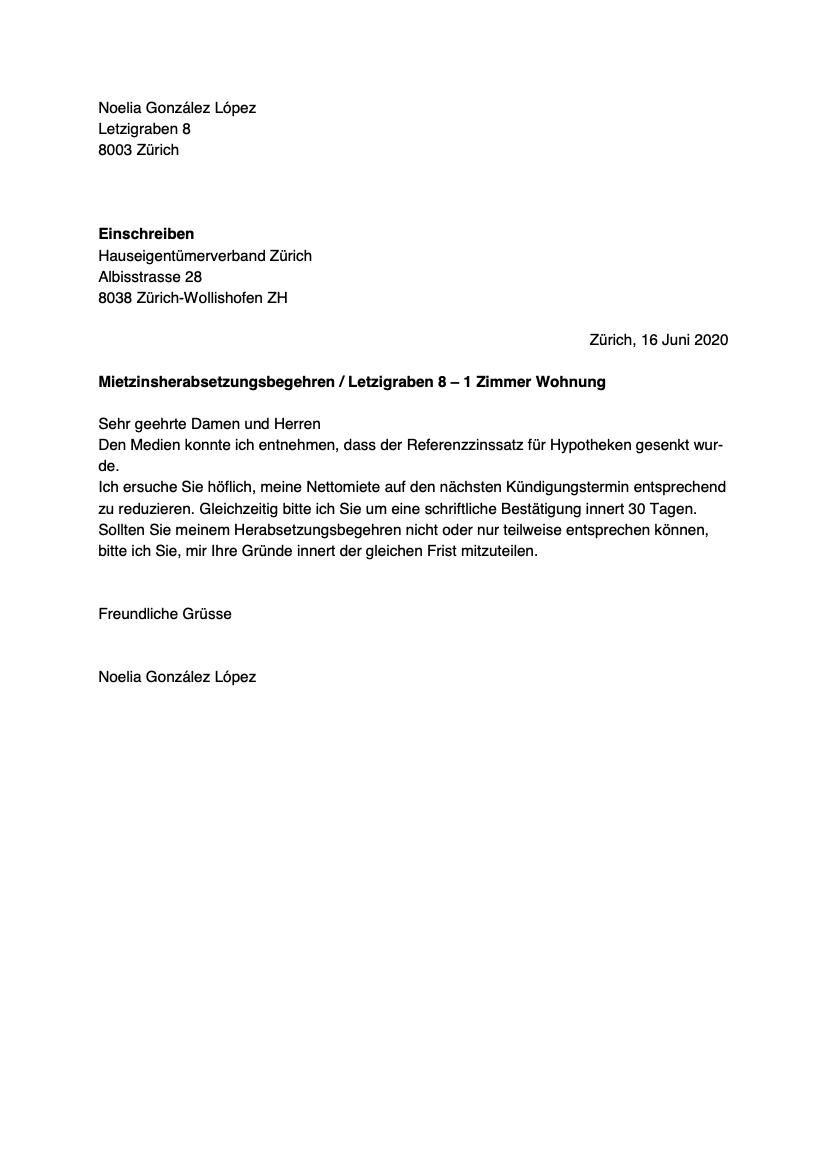 Noelia González López
Letzigraben 8
8003 Zürich
Einschreiben
Hauseigentümerverband Zürich
Albisstrasse 28
8038 Zürich-Wollishofen ZH
Zürich, 16 Juni 2020
Mietzinsherabsetzungsbegehren / Letzigraben 8 – 1 Zimmer Wohnung
Sehr geehrte Damen und Herren
Den Medien konnte ich entnehmen, dass der Referenzzinssatz für Hypotheken gesenkt wur-
de.
Ich ersuche Sie höflich, meine Nettomiete auf den nächsten Kündigungstermin entsprechend
zu reduzieren. Gleichzeitig bitte ich Sie um eine schriftliche Bestätigung innert 30 Tagen.
Sollten Sie meinem Herabsetzungsbegehren nicht oder nur teilweise entsprechen können,
bitte ich Sie, mir Ihre Gründe innert der gleichen Frist mitzuteilen.
Freundliche Grüsse
Noelia González López